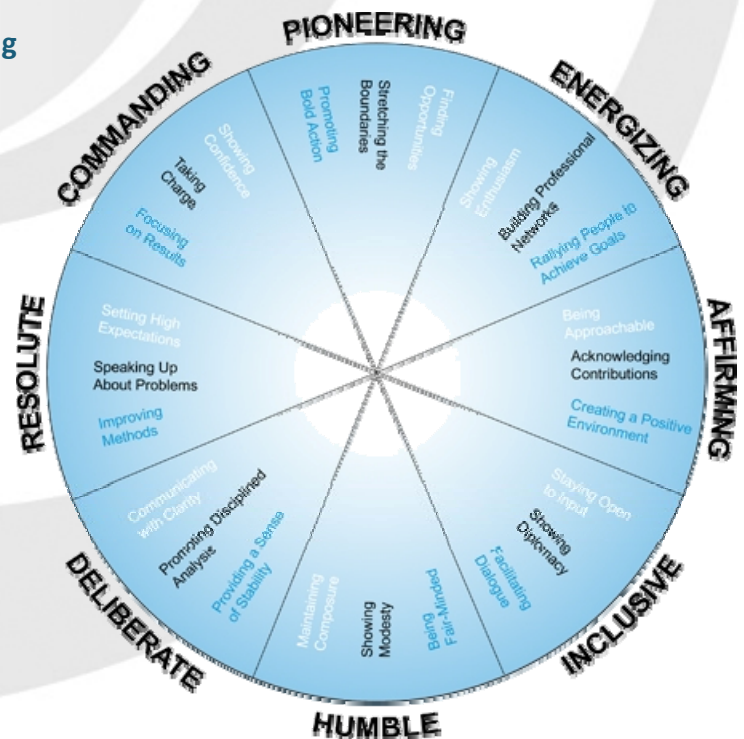 g
PIONEERING
Promoting
Bold Action
Stretching the
Boundaries
Finding
Opportunities
ENERGIZING
Showing
Enthusiasm
Building Professional
Networks
Rallying People to
Achieve Goals
AFFIRMING
Being
Approachable
Acknowledging
Contributions
Creating a Positive
Environment
INCLUSIVE
Staying Open
to Input
Showing
Diplomacy
Facilitating
Dialogue
HUMBLE
Being
Fair-Minded
Showing
Modesty
Maintaining
Composure
DELIBERATE
Providing a Sense
of Stability
Promoting Disciplined
Analysis
Communicating
with Clarity
RESOLUTE
Setting High
Expectations
Speaking Up
About Problems
Improving
Methods
COMMANDING
Focusing
on Results
Taking
Charge
Showing
Confidence